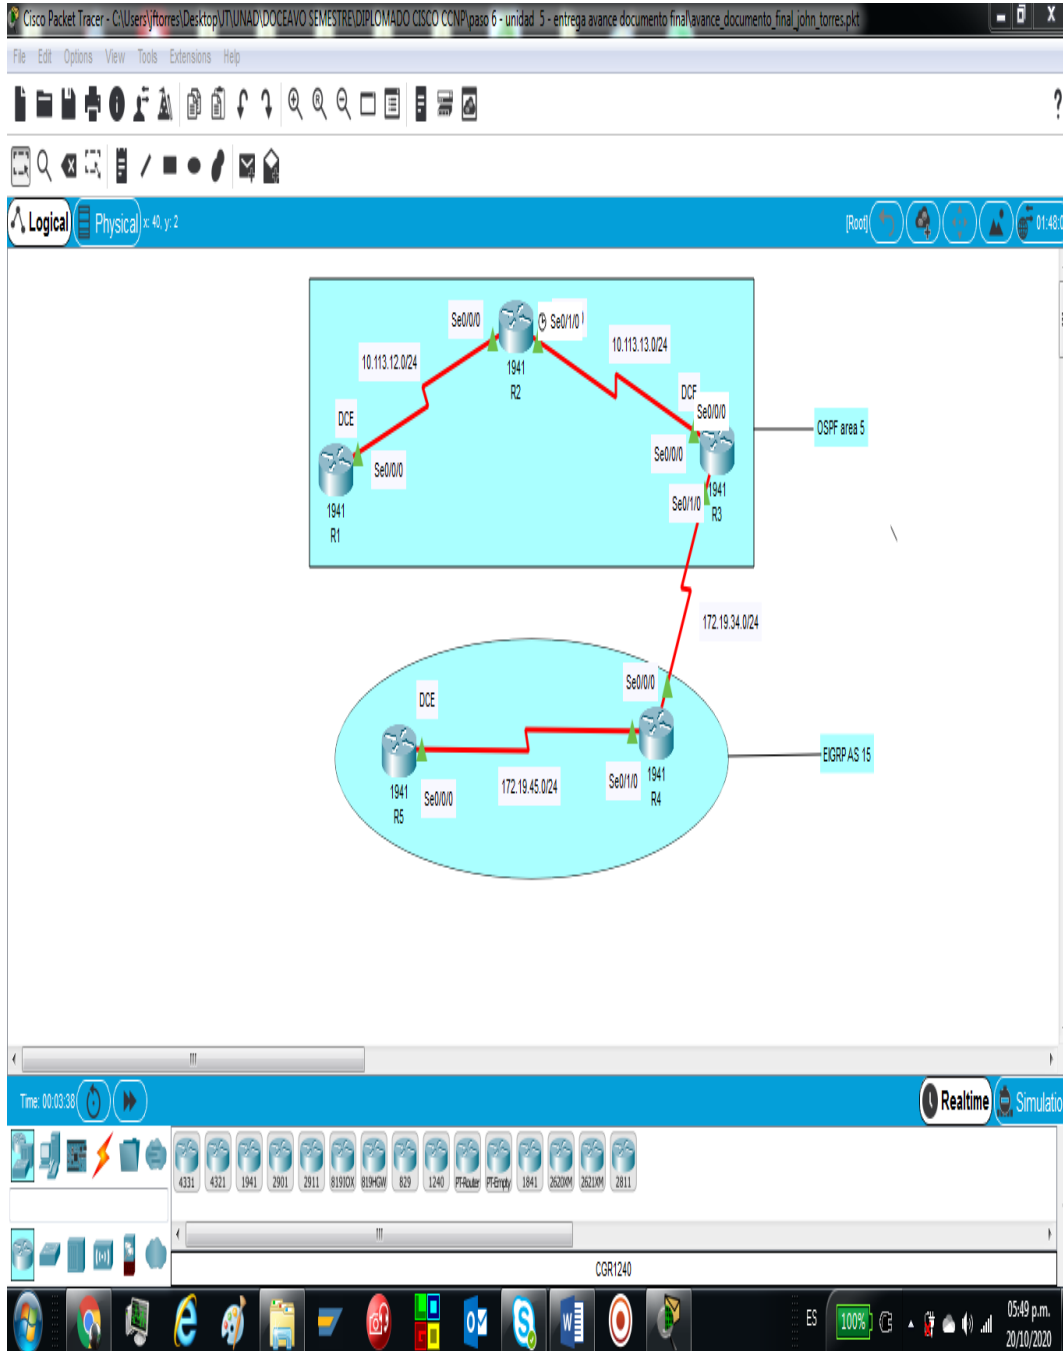 Cisco Packet Tracer - C:\Users\jftorres\Desktop\JT\UNAD\DOCEAVO SEMESTRE\DIPLOMADO CISCO CCNP\paso 6 - unidad 5 - entrega avance documento final\avance_documento_final_john_torres.pkt
File Edit Options View Tools Extensions Help
?
Logical Physical x: 40, y: 2 [Root] 01:48:0
Se0/0/0 Se0/1/0
10.113.12.0/24 10.113.13.0/24
1941
R2
DCE
DCE
Se0/0/0
OSPF area 5
Se0/0/0
Se0/0/0
1941
R1
Se0/1/0
1941
R3
172.19.34.0/24
Se0/0/0
DCE
EIGRP AS 15
172.19.45.0/24
Se0/1/0
1941
R4
1941
R5
Se0/0/0
Time: 00:03:38 Realtime Simulatio
4331 4321 1941 2901 2911 819IOX 819HGW 829 1240 PT-Router PT-Empty 1841 2620XM 2621XM 2811
CGR1240
ES 100% 05:49 p.m.
20/10/2020